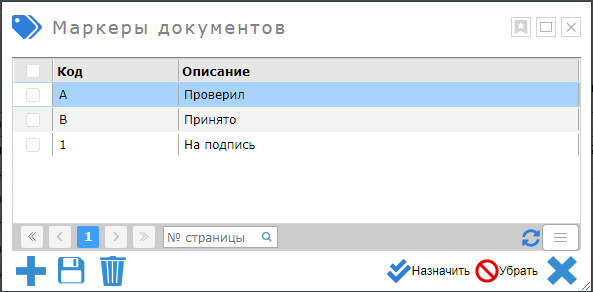 Маркеры документов
Код Описание
A Проверил
B Принято
1 На подпись
1 № страницы
Назначить Убрать